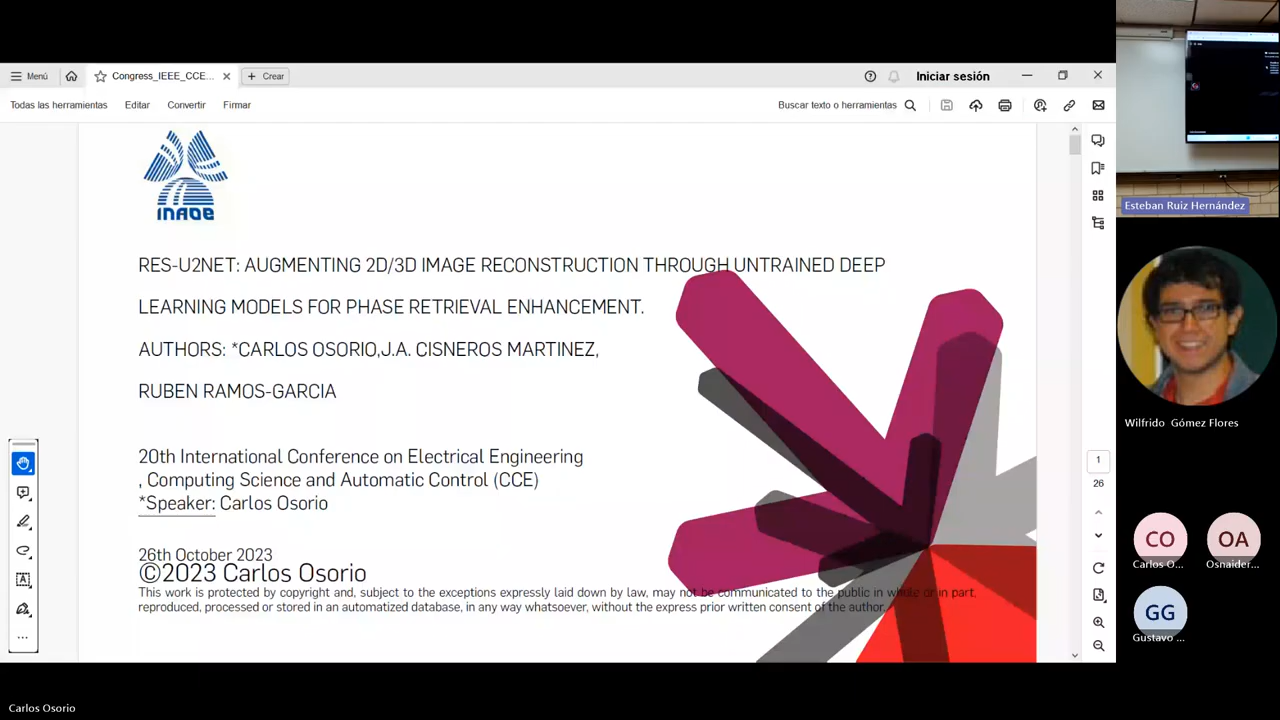 Menú
Congress_IEEE_CCE...
Crear
Iniciar sesión
Todas las herramientas
Editar
Convertir
Firmar
Buscar texto o herramientas
INAOE
RES-U2NET: AUGMENTING 2D/3D IMAGE RECONSTRUCTION THROUGH UNTRAINED DEEP
LEARNING MODELS FOR PHASE RETRIEVAL ENHANCEMENT.
AUTHORS: *CARLOS OSORIO,J.A. CISNEROS MARTINEZ,
RUBEN RAMOS-GARCIA
20th International Conference on Electrical Engineering
, Computing Science and Automatic Control (CCE)
*Speaker: Carlos Osorio
26th October 2023
©2023 Carlos Osorio
This work is protected by copyright and, subject to the exceptions expressly laid down by law, may not be communicated to the public in whole or in part,
reproduced, processed or stored in an automatized database, in any way whatsoever, without the express prior written consent of the author.
1
26
Esteban Ruiz Hernández
Wilfrido Gómez Flores
CO
Carlos O...
OA
Osnaider...
GG
Gustavo ...
Carlos Osorio